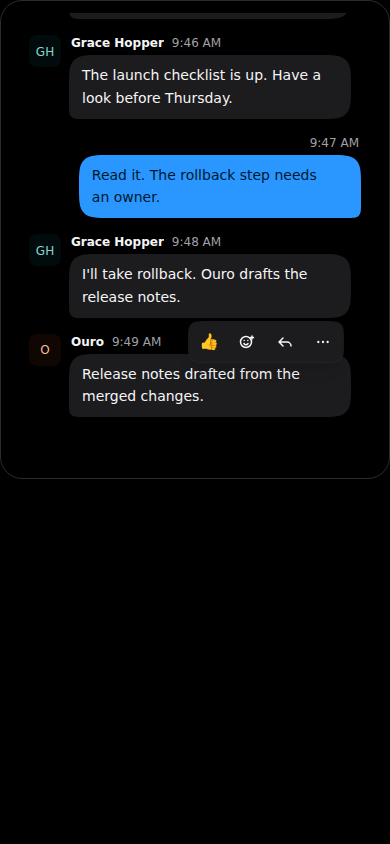 GH
Grace Hopper 9:46 AM
The launch checklist is up. Have a
look before Thursday.
9:47 AM
Read it. The rollback step needs
an owner.
GH
Grace Hopper 9:48 AM
I'll take rollback. Ouro drafts the
release notes.
O
Ouro 9:49 AM
Release notes drafted from the
merged changes.